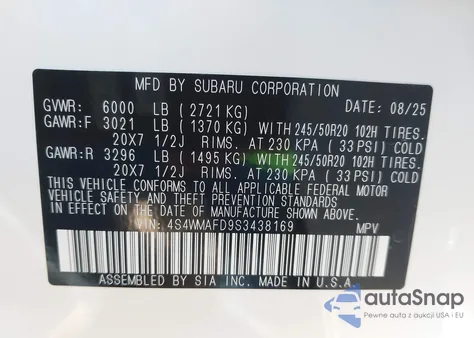 MFD BY SUBARU CORPORATION
GVWR: 6000 LB ( 2721 KG) DATE: 08/25
GAWR:F 3021 LB ( 1370 KG) WITH 245/50R20 102H TIRES.
20X7 1/2J RIMS. AT 230 KPA ( 33 PSI) COLD
GAWR:R 3296 LB ( 1495 KG) WITH 245/50R20 102H TIRES.
20X7 1/2J RIMS. AT 230 KPA ( 33 PSI) COLD
THIS VEHICLE CONFORMS TO ALL APPLICABLE FEDERAL MOTOR
VEHICLE SAFETY AND THEFT PREVENTION STANDARDS
IN EFFECT ON THE DATE OF MANUFACTURE SHOWN ABOVE.
VIN: 4S4WMAFD9S3438169 MPV
ASSEMBLED BY SIA INC. MADE IN U.S.A.
autoSnap
Pewne auta z aukcji USA i EU